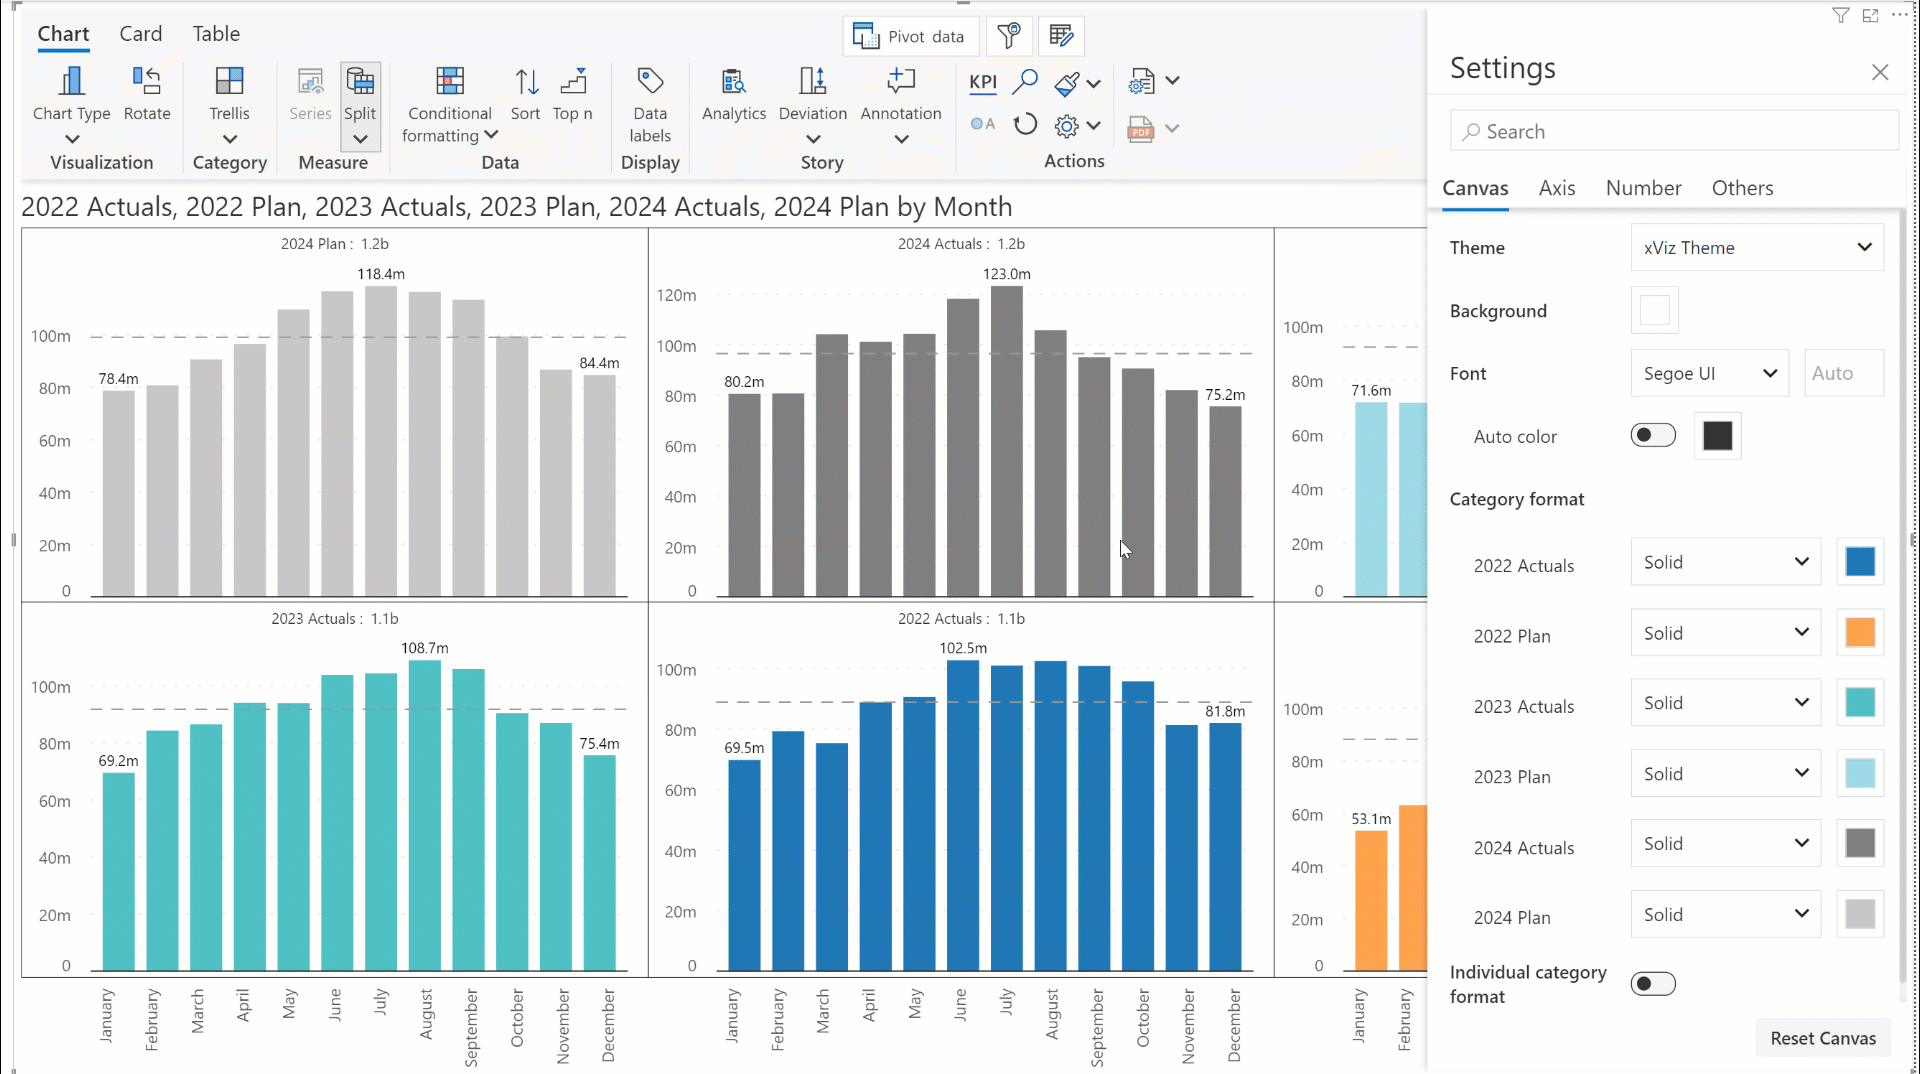 Chart Card Table
Pivot data
Chart Type Rotate Trellis Series Split Conditional formatting Sort Top n Data labels Analytics Deviation Annotation KPI A PDF
Visualization Category Measure Data Display Story Actions
2022 Actuals, 2022 Plan, 2023 Actuals, 2023 Plan, 2024 Actuals, 2024 Plan by Month
2024 Plan : 1.2b
118.4m
78.4m
84.4m
100m
80m
60m
40m
20m
0
2024 Actuals : 1.2b
123.0m
80.2m
75.2m
120m
100m
80m
60m
40m
20m
0
71.6m
100m
80m
60m
40m
20m
0
2023 Actuals : 1.1b
108.7m
69.2m
75.4m
100m
80m
60m
40m
20m
0
January February March April May June July August September October November December
2022 Actuals : 1.1b
102.5m
69.5m
81.8m
100m
80m
60m
40m
20m
0
January February March April May June July August September October November December
53.1m
100m
80m
60m
40m
20m
0
January February
Settings
Search
Canvas Axis Number Others
Theme xViz Theme
Background
Font Segoe UI Auto
Auto color
Category format
2022 Actuals Solid
2022 Plan Solid
2023 Actuals Solid
2023 Plan Solid
2024 Actuals Solid
2024 Plan Solid
Individual category
format
Reset Canvas